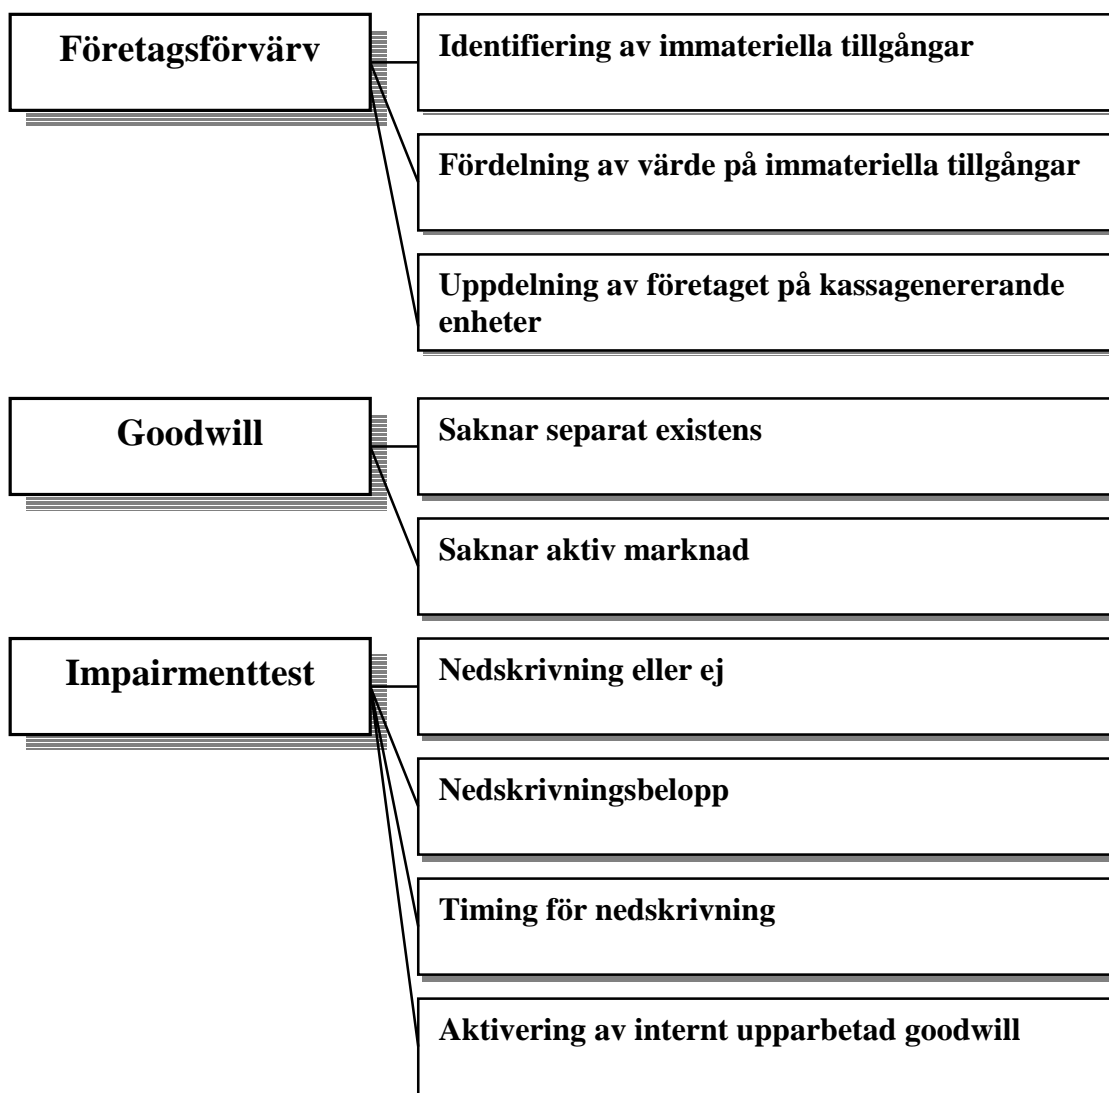 Företagsförvärv
Identifiering av immateriella tillgångar
Fördelning av värde på immateriella tillgångar
Uppdelning av företaget på kassagenererande
enheter
Goodwill
Saknar separat existens
Saknar aktiv marknad
Impairmenttest
Nedskrivning eller ej
Nedskrivningsbelopp
Timing för nedskrivning
Aktivering av internt upparbetad goodwill